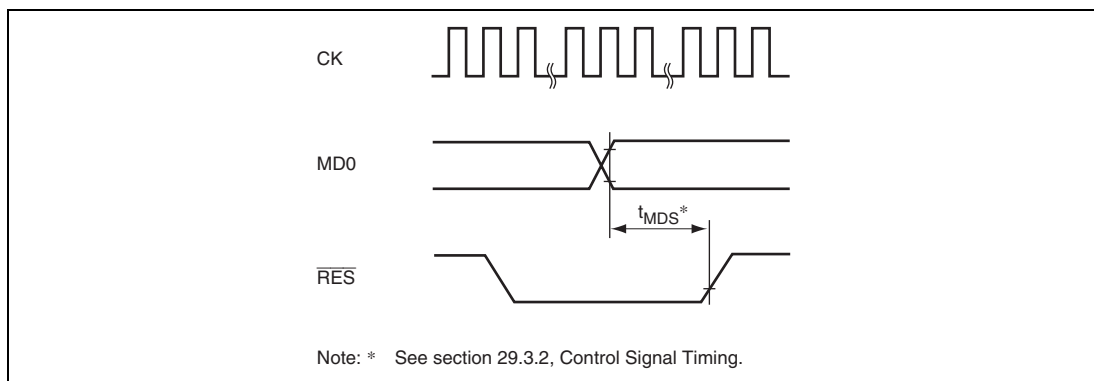 CK
MD0
tMDS*
RES
Note: * See section 29.3.2, Control Signal Timing.